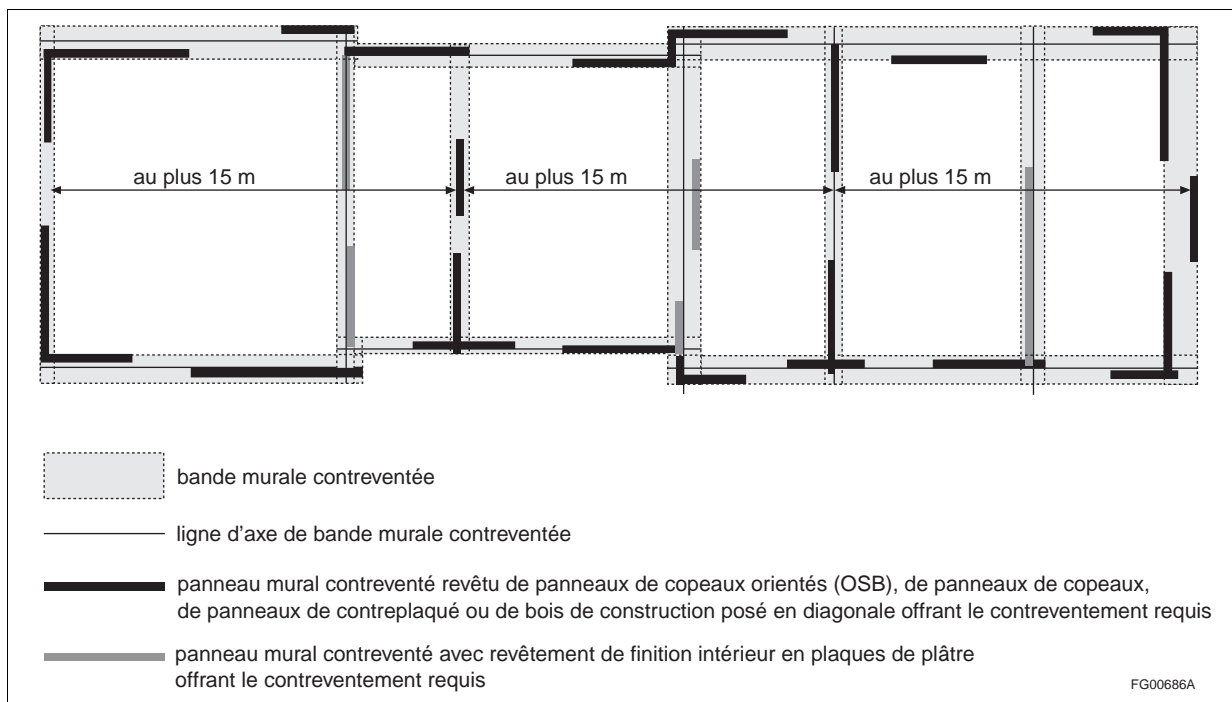 au plus 15 m
au plus 15 m
au plus 15 m
bande murale contreventée
ligne d'axe de bande murale contreventée
panneau mural contreventé revêtu de panneaux de copeaux orientés (OSB), de panneaux de copeaux,
de panneaux de contreplaqué ou de bois de construction posé en diagonale offrant le contreventement requis
panneau mural contreventé avec revêtement de finition intérieur en plaques de plâtre
offrant le contreventement requis
FG00686A